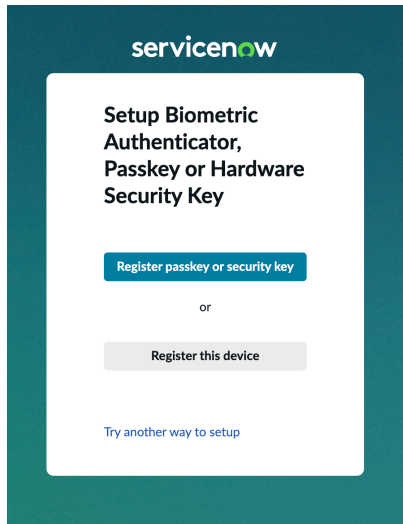 servicenow
Setup Biometric
Authenticator,
Passkey or Hardware
Security Key
Register passkey or security key
or
Register this device
Try another way to setup